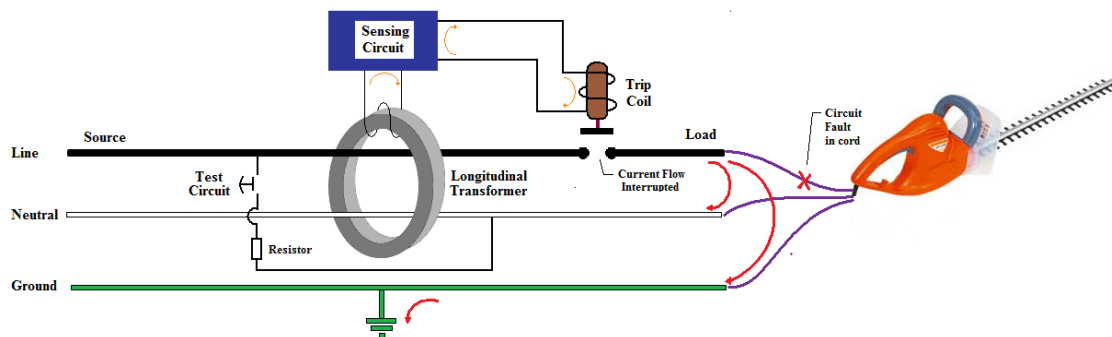 Sensing
Circuit
Trip
Coil
Source
Load
Circuit
Fault
in cord
Line
Test
Circuit
Longitudinal
Transformer
Current Flow
Interrupted
Neutral
Resistor
Ground